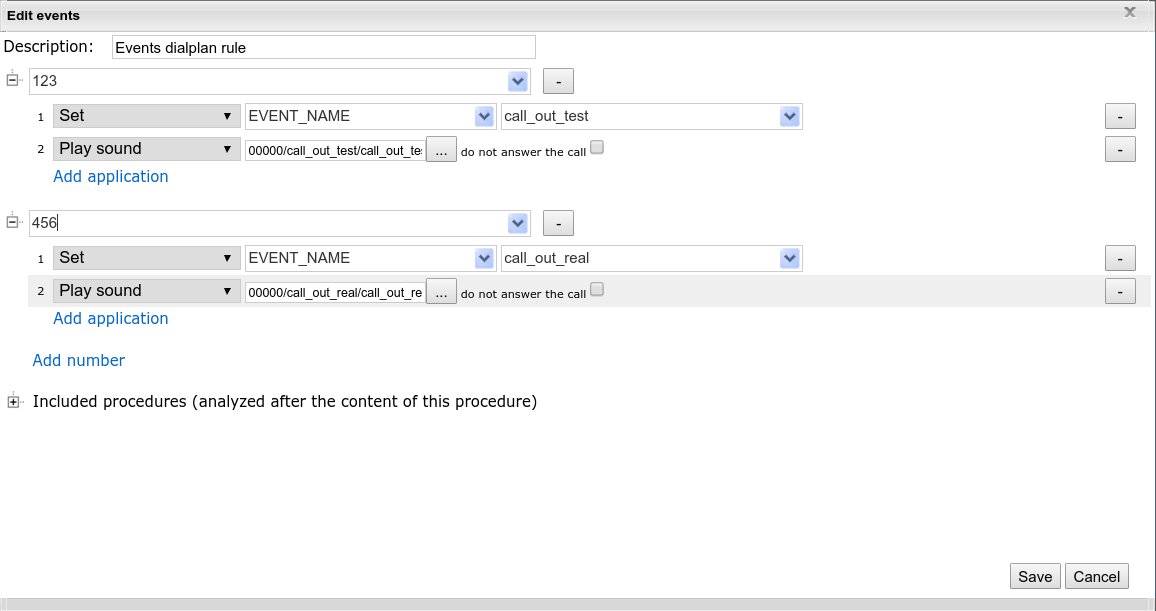 Edit events
Description: Events dialplan rule
123 -
1 Set EVENT_NAME call_out_test -
2 Play sound 00000/call_out_test/call_out_te ... do not answer the call -
Add application
456 -
1 Set EVENT_NAME call_out_real -
2 Play sound 00000/call_out_real/call_out_re ... do not answer the call -
Add application
Add number
Included procedures (analyzed after the content of this procedure)
Save Cancel